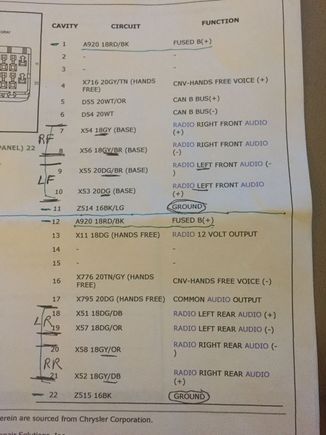 CAVITY CIRCUIT FUNCTION
1 A920 18RD/BK FUSED B(+)
2 - -
3 - -
4 X716 20GY/TN (HANDS FREE) CNV-HANDS FREE VOICE (+)
5 D55 20WT/OR CAN B BUS(+)
6 D54 20WT CAN B BUS(-)
RF
7 X54 18GY (BASE) RADIO RIGHT FRONT AUDIO (+)
PANEL) 22
8 X56 18GY/BR (BASE) RADIO RIGHT FRONT AUDIO (-)
LF
9 X55 20DG/BR (BASE) RADIO LEFT FRONT AUDIO (-)
10 X53 20DG (BASE) RADIO LEFT FRONT AUDIO (+)
11 Z514 16BK/LG GROUND
12 A920 18RD/BK FUSED B(+)
13 X11 18DG (HANDS FREE) RADIO 12 VOLT OUTPUT
14 - -
15 - -
16 X776 20TN/GY (HANDS FREE) CNV-HANDS FREE VOICE (-)
17 X795 20DG (HANDS FREE) COMMON AUDIO OUTPUT
LR
18 X51 18GY/DB RADIO LEFT REAR AUDIO (+)
19 X57 18DG/OR RADIO LEFT REAR AUDIO (-)
20 X58 18GY/OR RADIO RIGHT REAR AUDIO (-)
RR
21 X52 18GY/DB RADIO RIGHT REAR AUDIO (+)
22 Z515 16BK GROUND
erein are sourced from Chrysler Corporation.